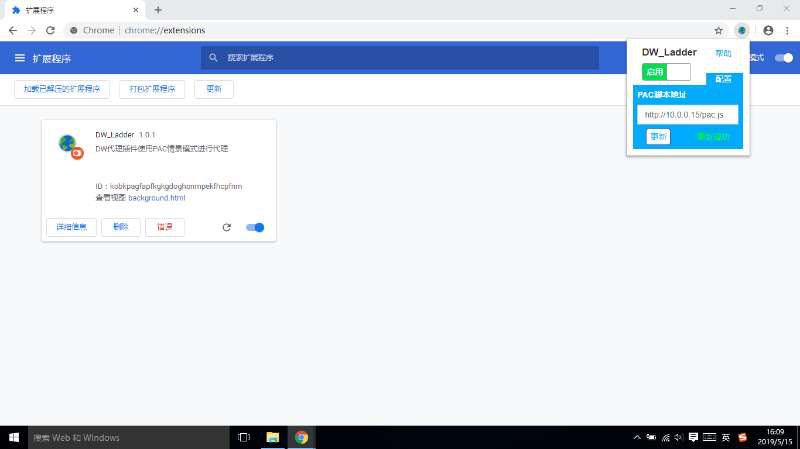 扩展程序
Chrome | chrome://extensions
扩展程序
搜索扩展程序
模式
加载已解压的扩展程序
打包扩展程序
更新
DW_Ladder
帮助
启用
配置
PAC脚本地址
http://10.0.0.15/pac.js
更新
更新成功
DW_Ladder 1.0.1
DW代理插件使用PAC情景模式进行代理
ID：kobkpagfapfkgkgdoghonmpekfhcpfnm
查看视图 background.html
详细信息
删除
错误
搜索 Web 和 Windows
英
16:09
2019/5/15